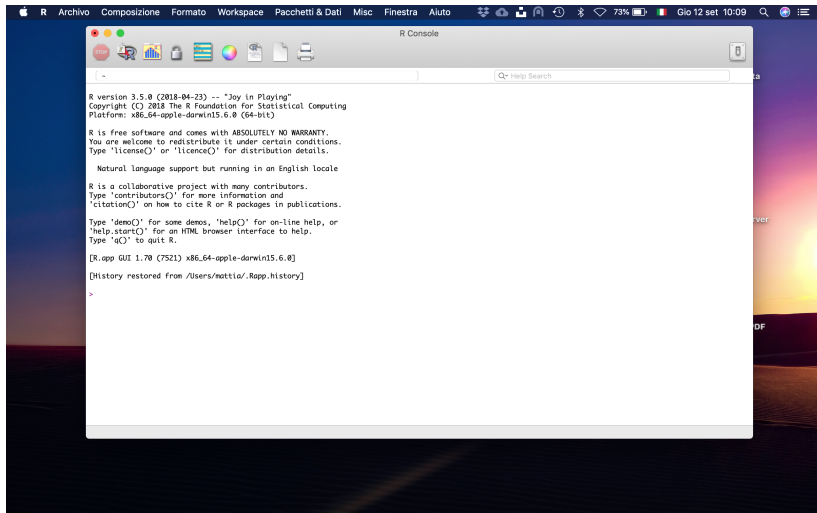 R Archivo Composizione Formato Workspace Pacchetti & Dati Misc Finestra Aiuto 73% Gio 12 set 10:09
R Console
STOP
~
Help Search
R version 3.5.0 (2018-04-23) -- "Joy in Playing"
Copyright (C) 2018 The R Foundation for Statistical Computing
Platform: x86_64-apple-darwin15.6.0 (64-bit)
R is free software and comes with ABSOLUTELY NO WARRANTY.
You are welcome to redistribute it under certain conditions.
Type 'license()' or 'licence()' for distribution details.
Natural language support but running in an English locale
R is a collaborative project with many contributors.
Type 'contributors()' for more information and
'citation()' on how to cite R or R packages in publications.
Type 'demo()' for some demos, 'help()' for on-line help, or
'help.start()' for an HTML browser interface to help.
Type 'q()' to quit R.
[R.app GUI 1.70 (7521) x86_64-apple-darwin15.6.0]
[History restored from /Users/mattia/.Rapp.history]
>
ta
rver
PDF